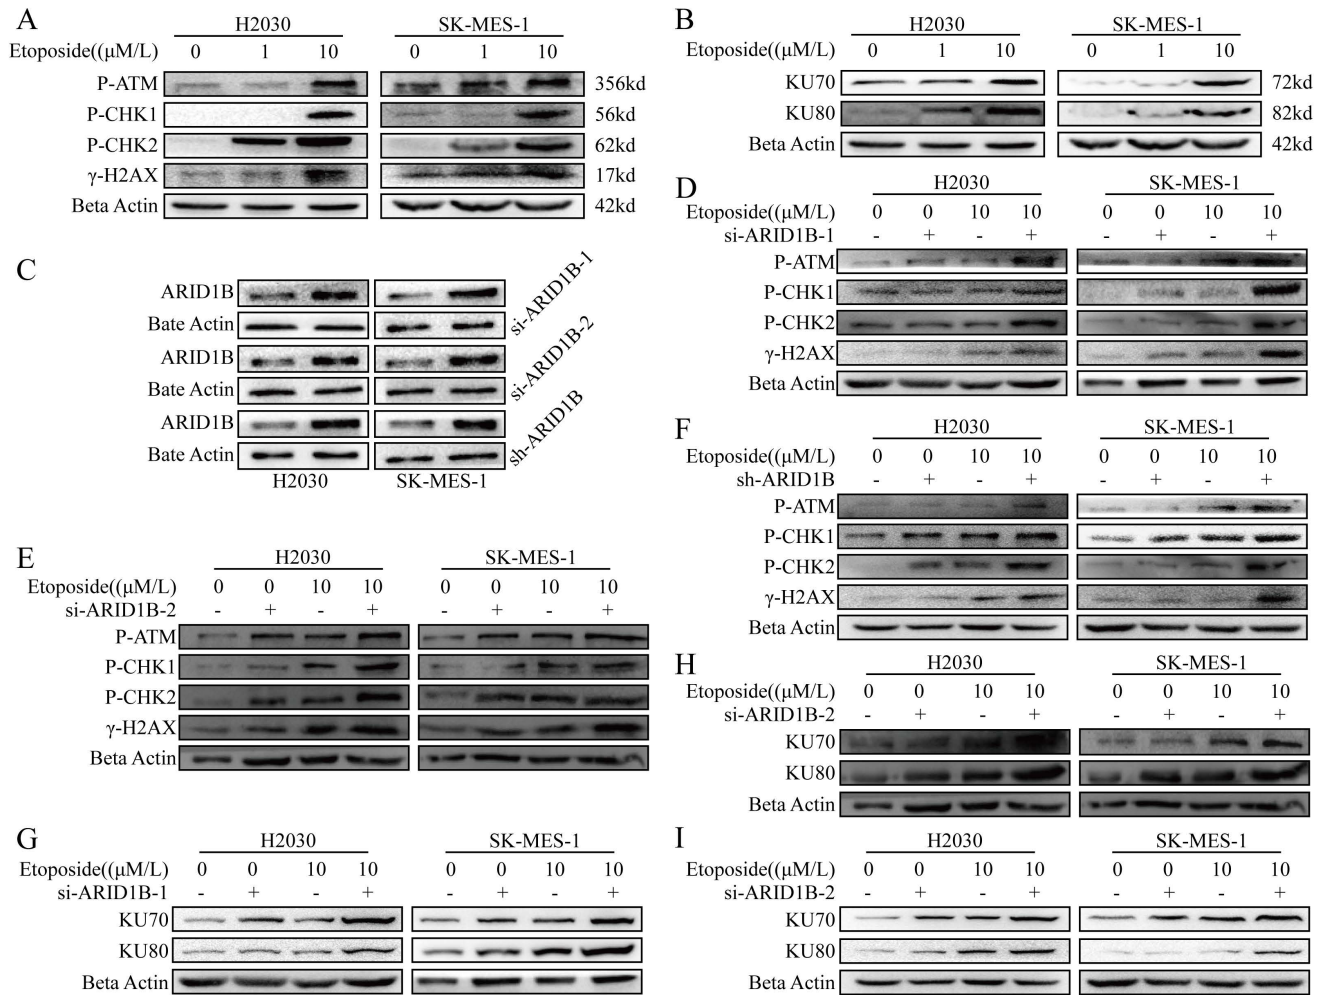 A
H2030 SK-MES-1
Etoposide((μM/L) 0 1 10 0 1 10
P-ATM 356kd
P-CHK1 56kd
P-CHK2 62kd
γ-H2AX 17kd
Beta Actin 42kd
B
H2030 SK-MES-1
Etoposide((μM/L) 0 1 10 0 1 10
KU70 72kd
KU80 82kd
Beta Actin 42kd
C
ARID1B
Bate Actin
si-ARID1B-1
ARID1B
Bate Actin
si-ARID1B-2
ARID1B
Bate Actin
sh-ARID1B
H2030 SK-MES-1
D
H2030 SK-MES-1
Etoposide((μM/L) 0 0 10 10 0 0 10 10
si-ARID1B-1 - + - + - + - +
P-ATM
P-CHK1
P-CHK2
γ-H2AX
Beta Actin
E
H2030 SK-MES-1
Etoposide((μM/L) 0 0 10 10 0 0 10 10
si-ARID1B-2 - + - + - + - +
P-ATM
P-CHK1
P-CHK2
γ-H2AX
Beta Actin
F
H2030 SK-MES-1
Etoposide((μM/L) 0 0 10 10 0 0 10 10
sh-ARID1B - + - + - + - +
P-ATM
P-CHK1
P-CHK2
γ-H2AX
Beta Actin
G
H2030 SK-MES-1
Etoposide((μM/L) 0 0 10 10 0 0 10 10
si-ARID1B-1 - + - + - + - +
KU70
KU80
Beta Actin
H
H2030 SK-MES-1
Etoposide((μM/L) 0 0 10 10 0 0 10 10
si-ARID1B-2 - + - + - + - +
KU70
KU80
Beta Actin
I
H2030 SK-MES-1
Etoposide((μM/L) 0 0 10 10 0 0 10 10
si-ARID1B-2 - + - + - + - +
KU70
KU80
Beta Actin